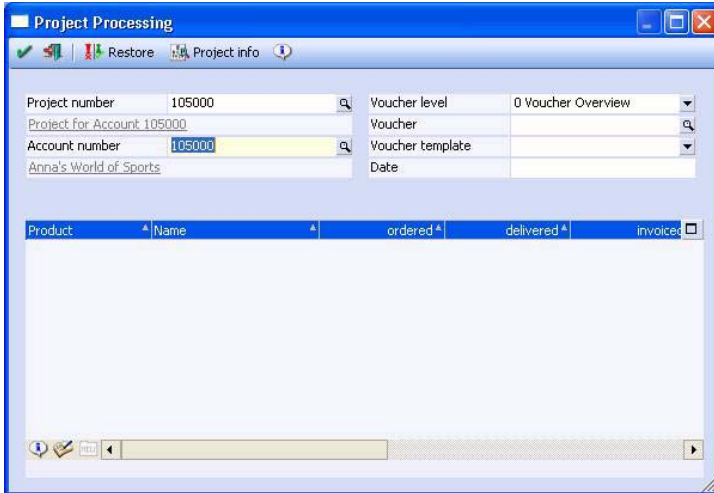 Project Processing
Restore Project info
Project number 105000 Voucher level 0 Voucher Overview
Project for Account 105000 Voucher
Account number 105000 Voucher template
Anna's World of Sports Date
Product Name ordered delivered invoiced
MENU